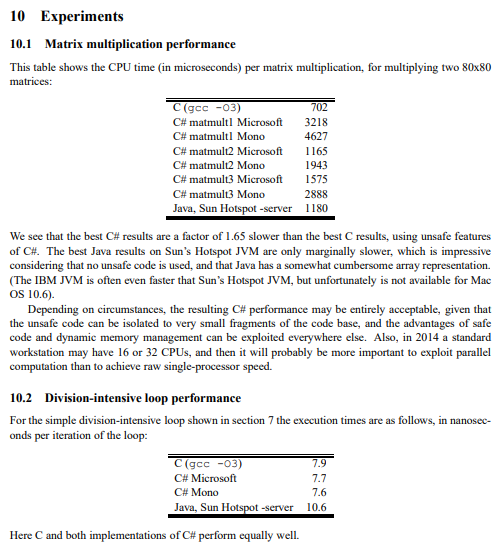 10 Experiments
10.1 Matrix multiplication performance
This table shows the CPU time (in microseconds) per matrix multiplication, for multiplying two 80x80
matrices:
C (gcc -O3) 702
C# matmult1 Microsoft 3218
C# matmult1 Mono 4627
C# matmult2 Microsoft 1165
C# matmult2 Mono 1943
C# matmult3 Microsoft 1575
C# matmult3 Mono 2888
Java, Sun Hotspot -server 1180
We see that the best C# results are a factor of 1.65 slower than the best C results, using unsafe features
of C#. The best Java results on Sun's Hotspot JVM are only marginally slower, which is impressive
considering that no unsafe code is used, and that Java has a somewhat cumbersome array representation.
(The IBM JVM is often even faster that Sun's Hotspot JVM, but unfortunately is not available for Mac
OS 10.6).
Depending on circumstances, the resulting C# performance may be entirely acceptable, given that
the unsafe code can be isolated to very small fragments of the code base, and the advantages of safe
code and dynamic memory management can be exploited everywhere else. Also, in 2014 a standard
workstation may have 16 or 32 CPUs, and then it will probably be more important to exploit parallel
computation than to achieve raw single-processor speed.
10.2 Division-intensive loop performance
For the simple division-intensive loop shown in section 7 the execution times are as follows, in nanosec-
onds per iteration of the loop:
C (gcc -O3) 7.9
C# Microsoft 7.7
C# Mono 7.6
Java, Sun Hotspot -server 10.6
Here C and both implementations of C# perform equally well.